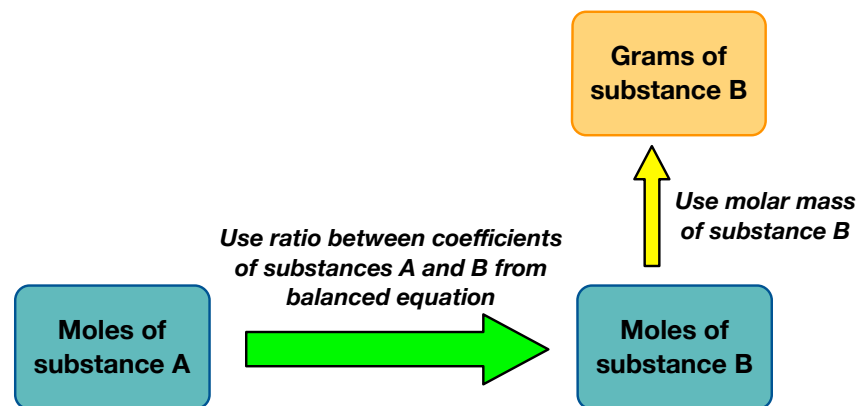 Grams of
substance B
Use molar mass
of substance B
Use ratio between coefficients
of substances A and B from
balanced equation
Moles of
substance A
Moles of
substance B